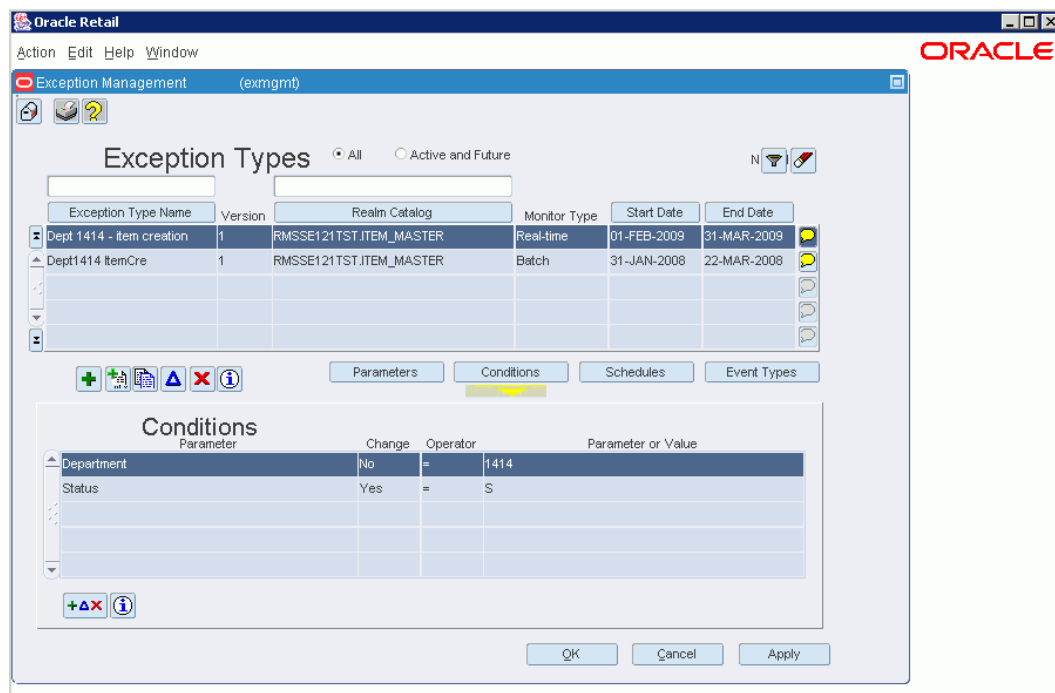 Oracle Retail
Action Edit Help Window
ORACLE
Exception Management (exmgmt)
Exception Types All Active and Future N
Exception Type Name Version Realm Catalog Monitor Type Start Date End Date
Dept 1414 - item creation 1 RMSSE121TST.ITEM_MASTER Real-time 01-FEB-2009 31-MAR-2009
Dept1414 ItemCre 1 RMSSE121TST.ITEM_MASTER Batch 31-JAN-2008 22-MAR-2008
Parameters Conditions Schedules Event Types
Conditions
Parameter Change Operator Parameter or Value
Department No = 1414
Status Yes = S
OK Cancel Apply